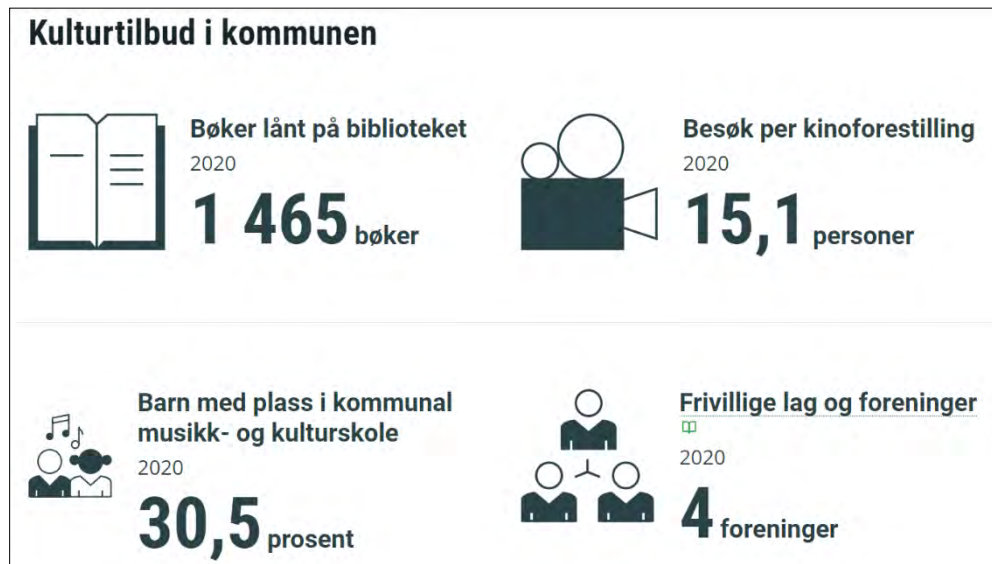 Kulturtilbud i kommunen
Bøker lånt på biblioteket
2020
1 465 bøker
Besøk per kinoforestilling
2020
15,1 personer
Barn med plass i kommunal
musikk- og kulturskole
2020
30,5 prosent
Frivillige lag og foreninger
2020
4 foreninger